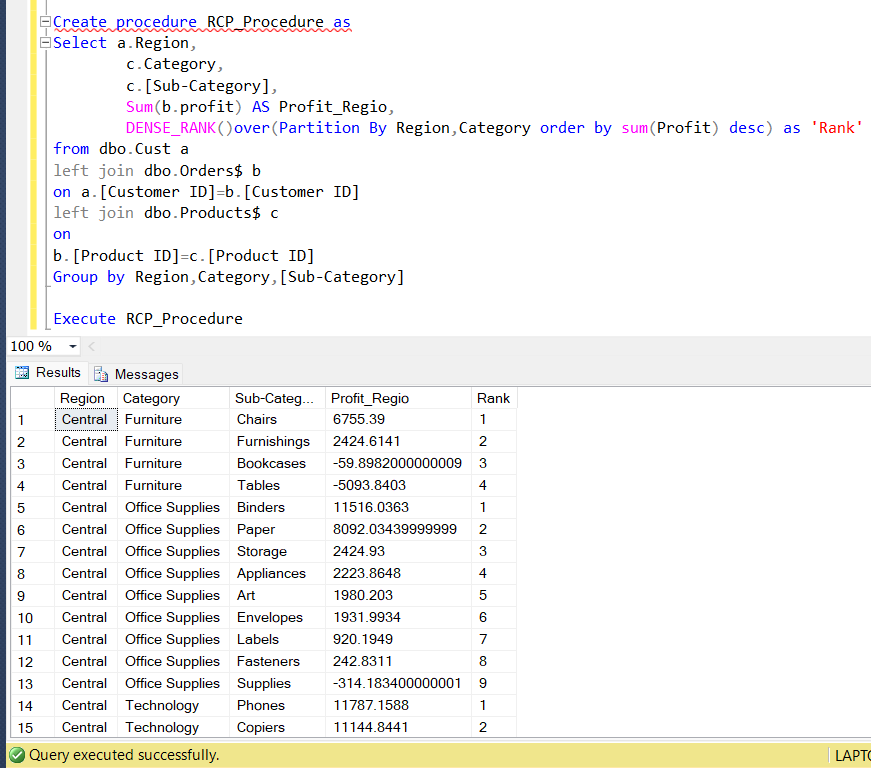 Create procedure RCP_Procedure as
Select a.Region,
c.Category,
c.[Sub-Category],
Sum(b.profit) AS Profit_Regio,
DENSE_RANK()over(Partition By Region,Category order by sum(Profit) desc) as 'Rank'
from dbo.Cust a
left join dbo.Orders$ b
on a.[Customer ID]=b.[Customer ID]
left join dbo.Products$ c
on
b.[Product ID]=c.[Product ID]
Group by Region,Category,[Sub-Category]
Execute RCP_Procedure
100 %
Results Messages
Region Category Sub-Categ... Profit_Regio Rank
1 Central Furniture Chairs 6755.39 1
2 Central Furniture Furnishings 2424.6141 2
3 Central Furniture Bookcases -59.8982000000009 3
4 Central Furniture Tables -5093.8403 4
5 Central Office Supplies Binders 11516.0363 1
6 Central Office Supplies Paper 8092.03439999999 2
7 Central Office Supplies Storage 2424.93 3
8 Central Office Supplies Appliances 2223.8648 4
9 Central Office Supplies Art 1980.203 5
10 Central Office Supplies Envelopes 1931.9934 6
11 Central Office Supplies Labels 920.1949 7
12 Central Office Supplies Fasteners 242.8311 8
13 Central Office Supplies Supplies -314.183400000001 9
14 Central Technology Phones 11787.1588 1
15 Central Technology Copiers 11144.8441 2
Query executed successfully. LAPTO